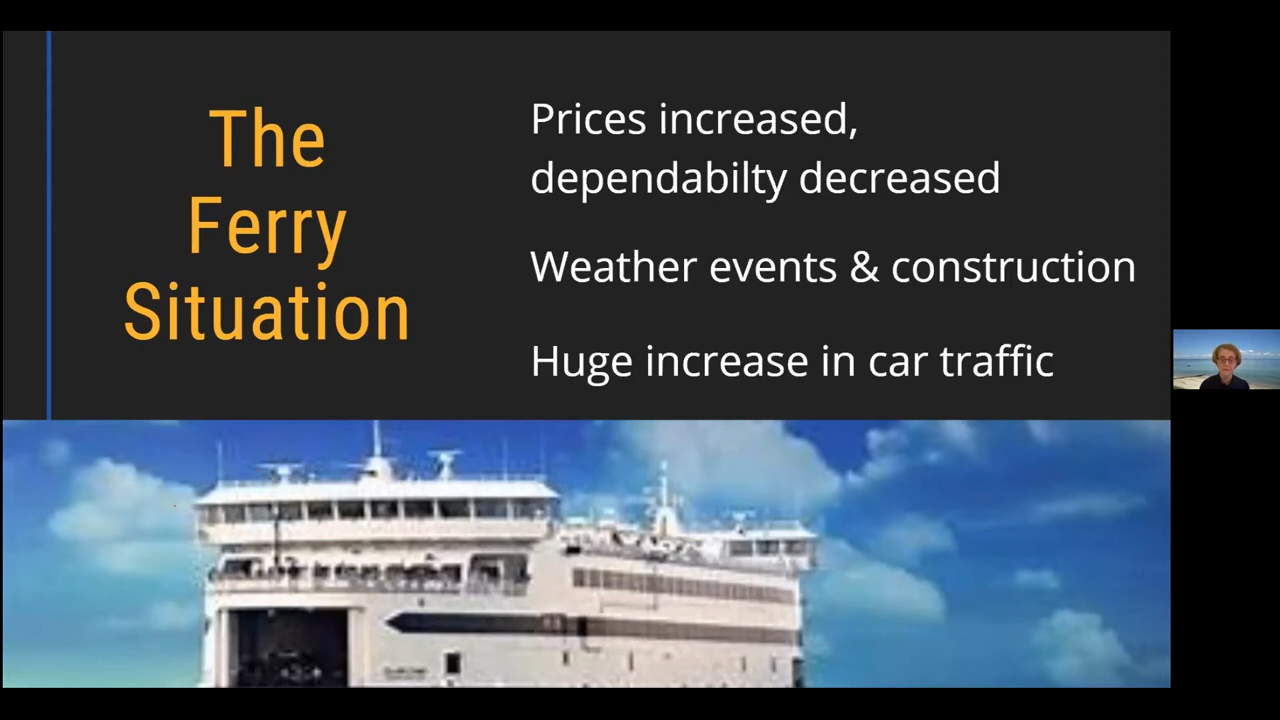 The
Ferry
Situation
Prices increased,
dependabilty decreased
Weather events & construction
Huge increase in car traffic